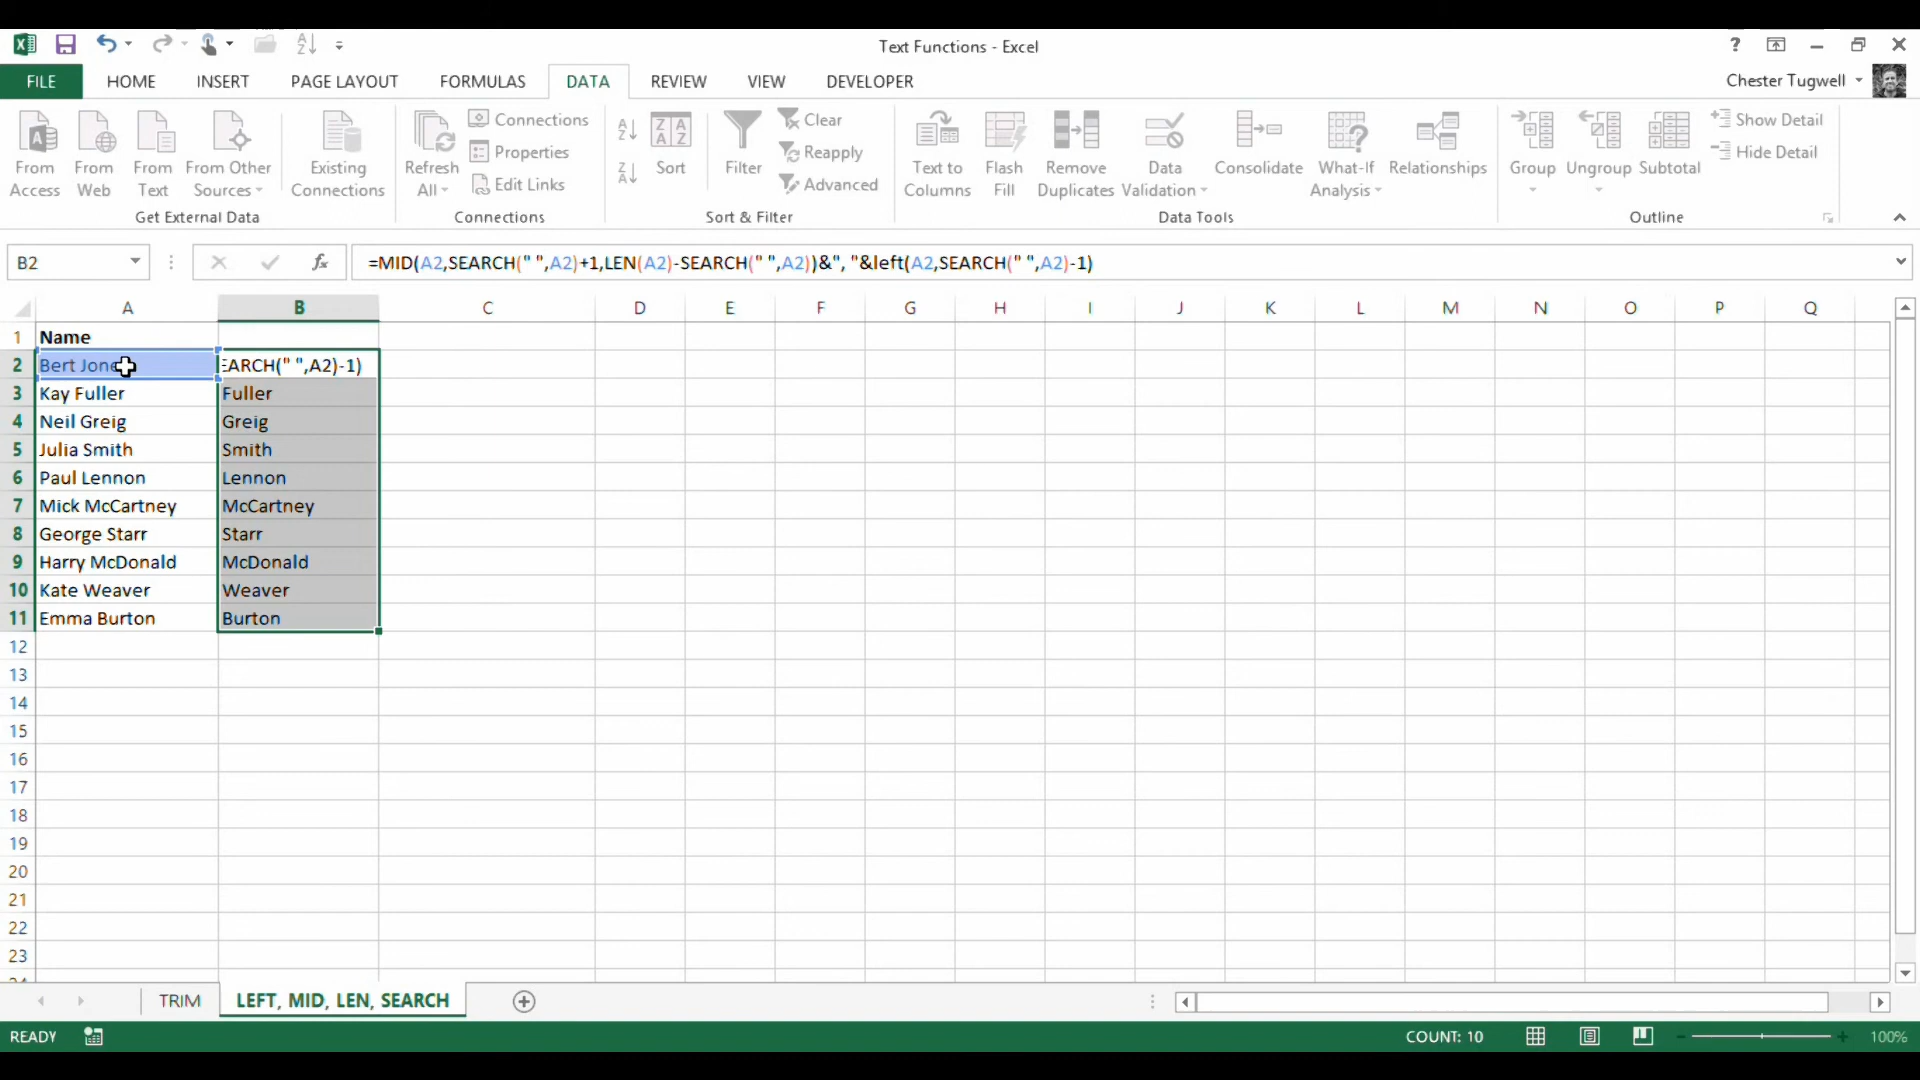 Text Functions - Excel
?
FILE HOME INSERT PAGE LAYOUT FORMULAS DATA REVIEW VIEW DEVELOPER
Chester Tugwell
From Access
From Web
From Text
From Other Sources
Existing Connections
Get External Data
Refresh All
Connections
Properties
Edit Links
Connections
Sort
Filter
Clear
Reapply
Advanced
Sort & Filter
Text to Columns
Flash Fill
Remove Duplicates
Data Validation
Consolidate
What-If Analysis
Relationships
Data Tools
Group
Ungroup
Subtotal
Show Detail
Hide Detail
Outline
B2
fx
=MID(A2,SEARCH(" ",A2)+1,LEN(A2)-SEARCH(" ",A2))&", "&left(A2,SEARCH(" ",A2)-1)
A B C D E F G H I J K L M N O P Q
1 Name
2 Bert Jone EARCH(" ",A2)-1)
3 Kay Fuller Fuller
4 Neil Greig Greig
5 Julia Smith Smith
6 Paul Lennon Lennon
7 Mick McCartney McCartney
8 George Starr Starr
9 Harry McDonald McDonald
10 Kate Weaver Weaver
11 Emma Burton Burton
12
13
14
15
16
17
18
19
20
21
22
23
TRIM LEFT, MID, LEN, SEARCH
READY
COUNT: 10
100%